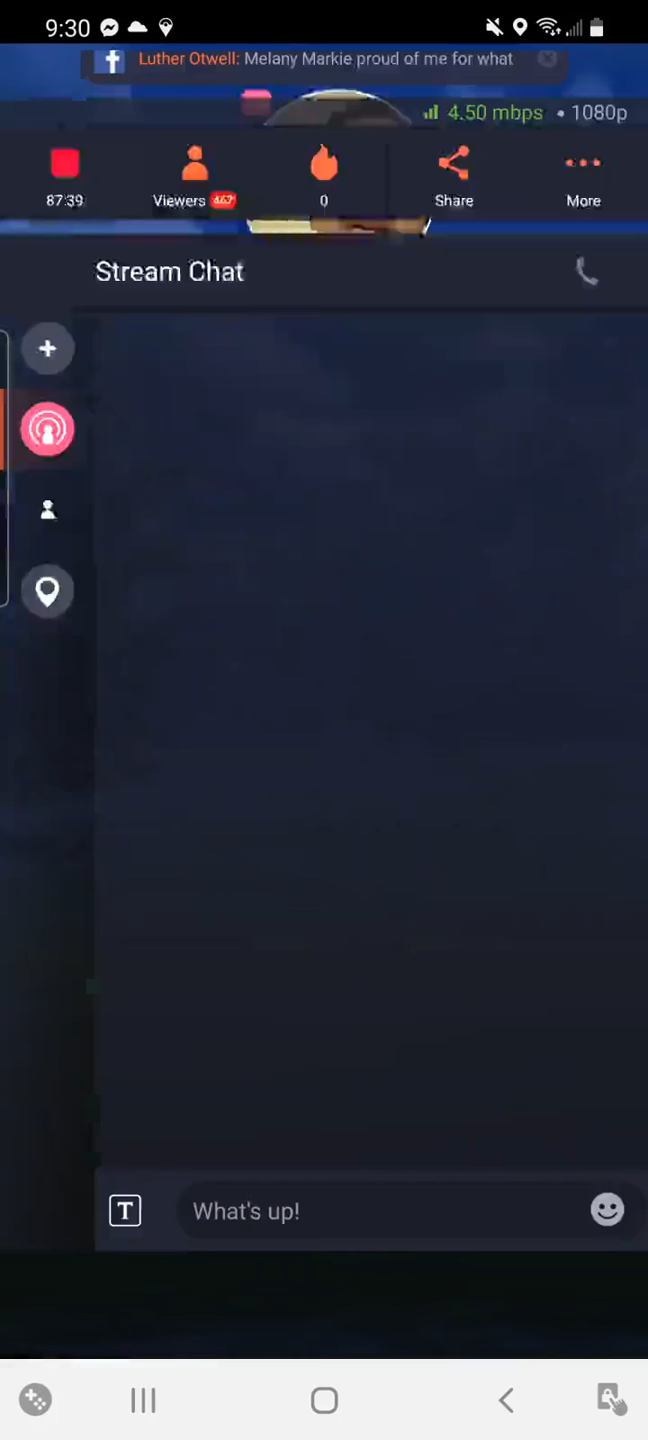 9:30
Luther Otwell: Melany Markie proud of me for what
4.50 mbps • 1080p
87:39
Viewers
0
Share
More
Stream Chat
T
What's up!